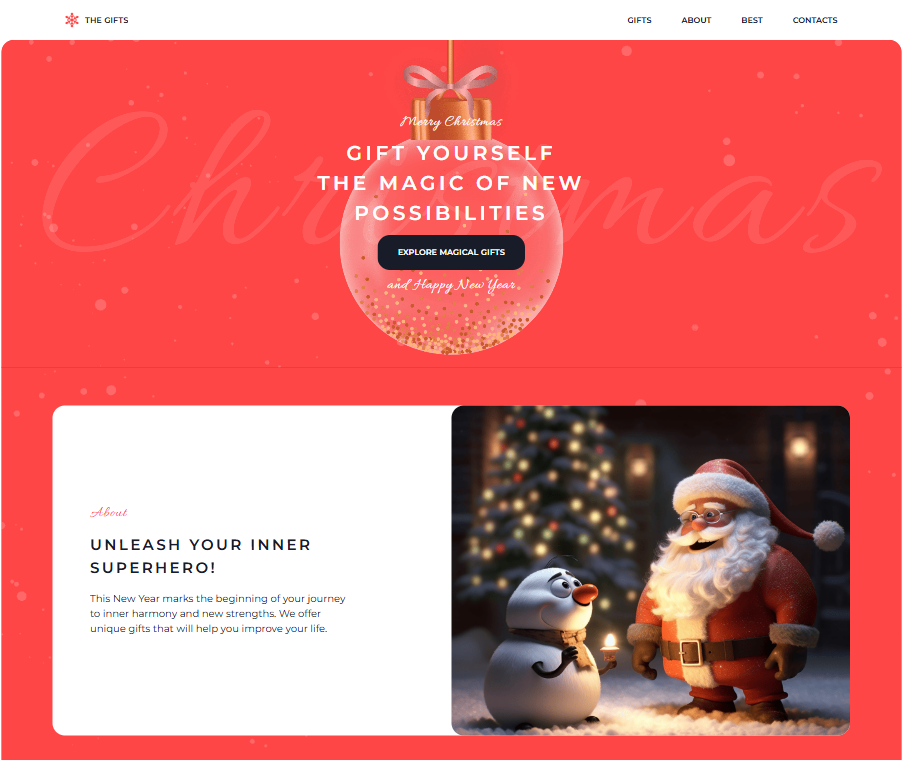 THE GIFTS
GIFTS ABOUT BEST CONTACTS
Christmas
Merry Christmas
GIFT YOURSELF
THE MAGIC OF NEW
POSSIBILITIES
EXPLORE MAGICAL GIFTS
and Happy New Year
About
UNLEASH YOUR INNER
SUPERHERO!
This New Year marks the beginning of your journey
to inner harmony and new strengths. We offer
unique gifts that will help you improve your life.